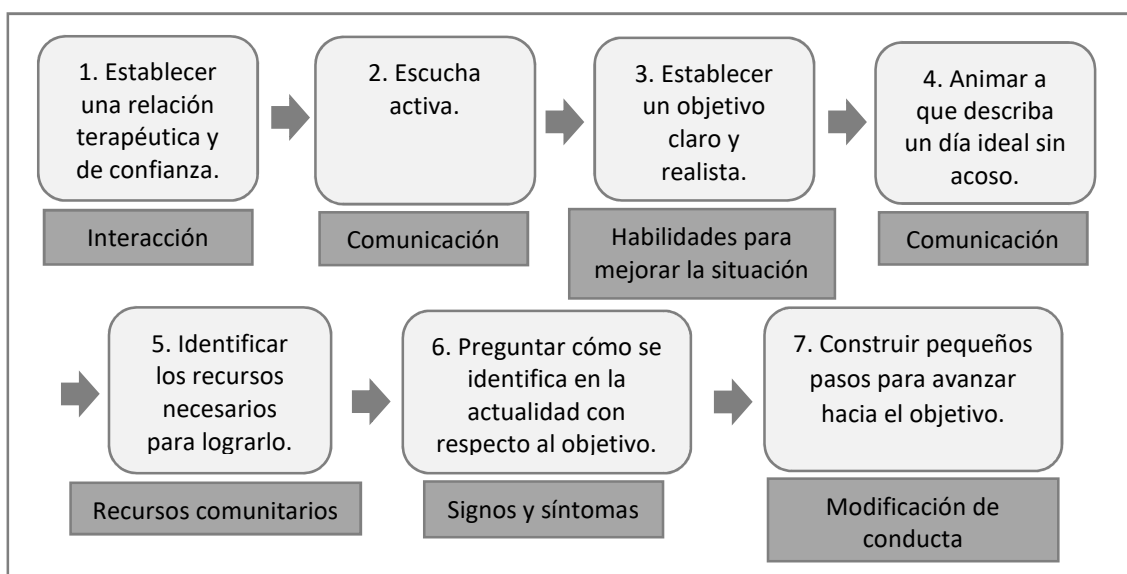 1. Establecer
una relación
terapéutica y
de confianza.
Interacción
2. Escucha
activa.
Comunicación
3. Establecer
un objetivo
claro y
realista.
Habilidades para
mejorar la situación
4. Animar a
que describa
un día ideal sin
acoso.
Comunicación
5. Identificar
los recursos
necesarios
para lograrlo.
Recursos comunitarios
6. Preguntar cómo se
identifica en la
actualidad con
respecto al objetivo.
Signos y síntomas
7. Construir pequeños
pasos para avanzar
hacia el objetivo.
Modificación de
conducta